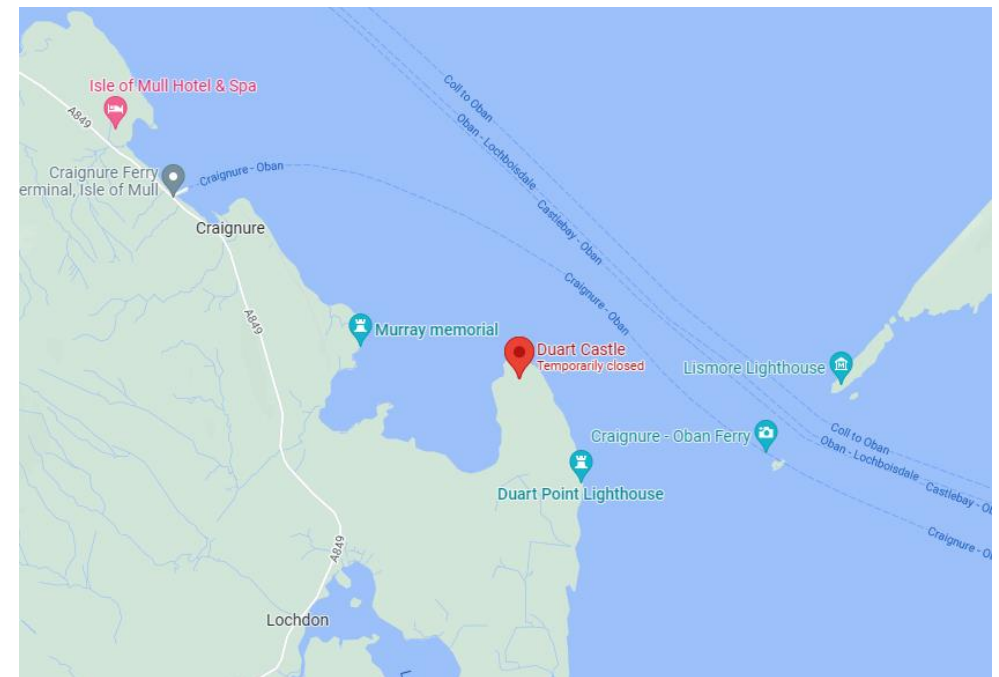 Isle of Mull Hotel & Spa
A849
Craignure Ferry
erminal, Isle of Mull
Craignure - Oban
Craignure
A849
Coll to Oban
Oban - Lochboisdale
Castlebay - Oban
Craignure - Oban
Murray memorial
Duart Castle
Temporarily closed
Lismore Lighthouse
Craignure - Oban Ferry
Duart Point Lighthouse
Coll to Oban
Oban - Lochboisdale
Castlebay - Ob
Craignure - O
A849
Lochdon
L